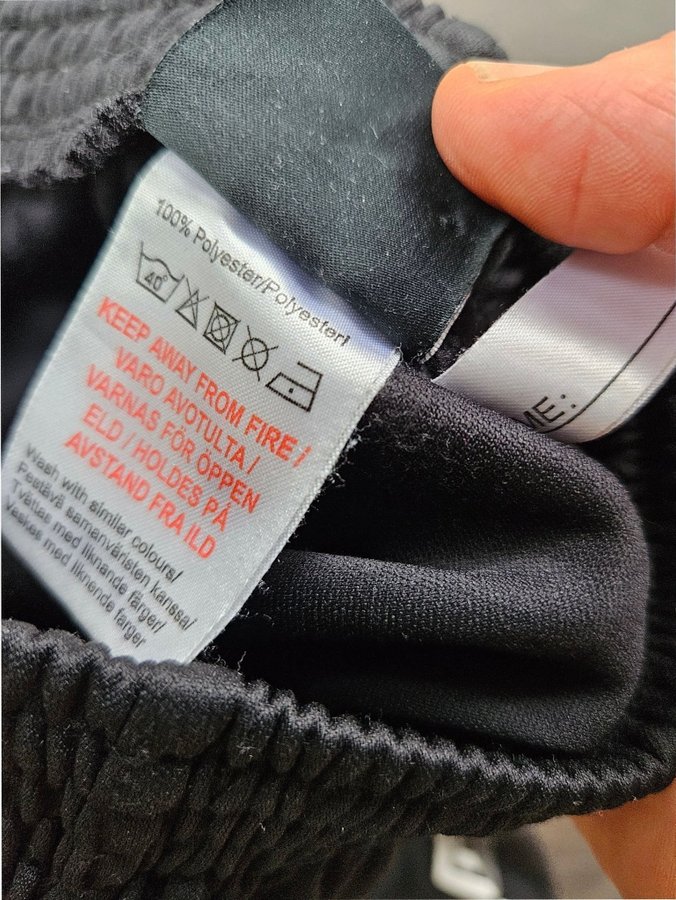 100% Polyester/Polyesteri
40°
KEEP AWAY FROM FIRE/
VARO AVOTULTA/
VARNAS FÖR ÖPPEN
ELD/HOLDES PÅ
AVSTAND FRA ILD
Wash with similar colours/
Pestävä samanväristen kanssa/
Tvättas med liknande färger/
Vaskes med liknende farger
ME: